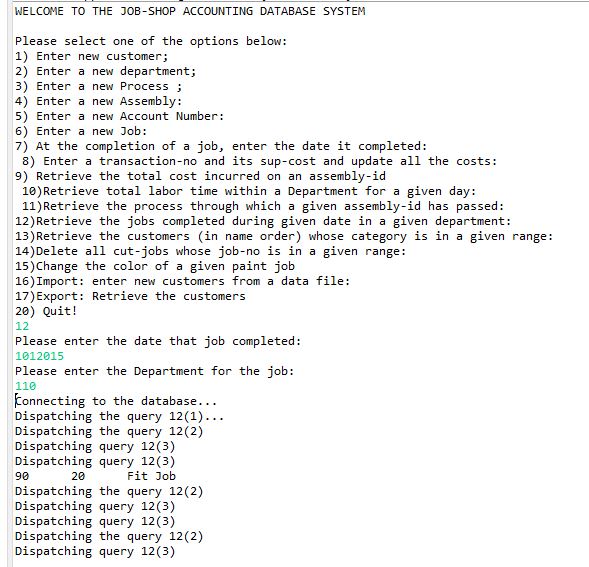 WELCOME TO THE JOB-SHOP ACCOUNTING DATABASE SYSTEM
Please select one of the options below:
1) Enter new customer;
2) Enter a new department;
3) Enter a new Process ;
4) Enter a new Assembly:
5) Enter a new Account Number:
6) Enter a new Job:
7) At the completion of a job, enter the date it completed:
8) Enter a transaction-no and its sup-cost and update all the costs:
9) Retrieve the total cost incurred on an assembly-id
10)Retrieve total labor time within a Department for a given day:
11)Retrieve the process through which a given assembly-id has passed:
12)Retrieve the jobs completed during given date in a given department:
13)Retrieve the customers (in name order) whose category is in a given range:
14)Delete all cut-jobs whose job-no is in a given range:
15)Change the color of a given paint job
16)Import: enter new customers from a data file:
17)Export: Retrieve the customers
20) Quit!
12
Please enter the date that job completed:
1012015
Please enter the Department for the job:
110
Connecting to the database...
Dispatching the query 12(1)...
Dispatching the query 12(2)
Dispatching query 12(3)
Dispatching query 12(3)
90 20 Fit Job
Dispatching the query 12(2)
Dispatching query 12(3)
Dispatching query 12(3)
Dispatching the query 12(2)
Dispatching query 12(3)